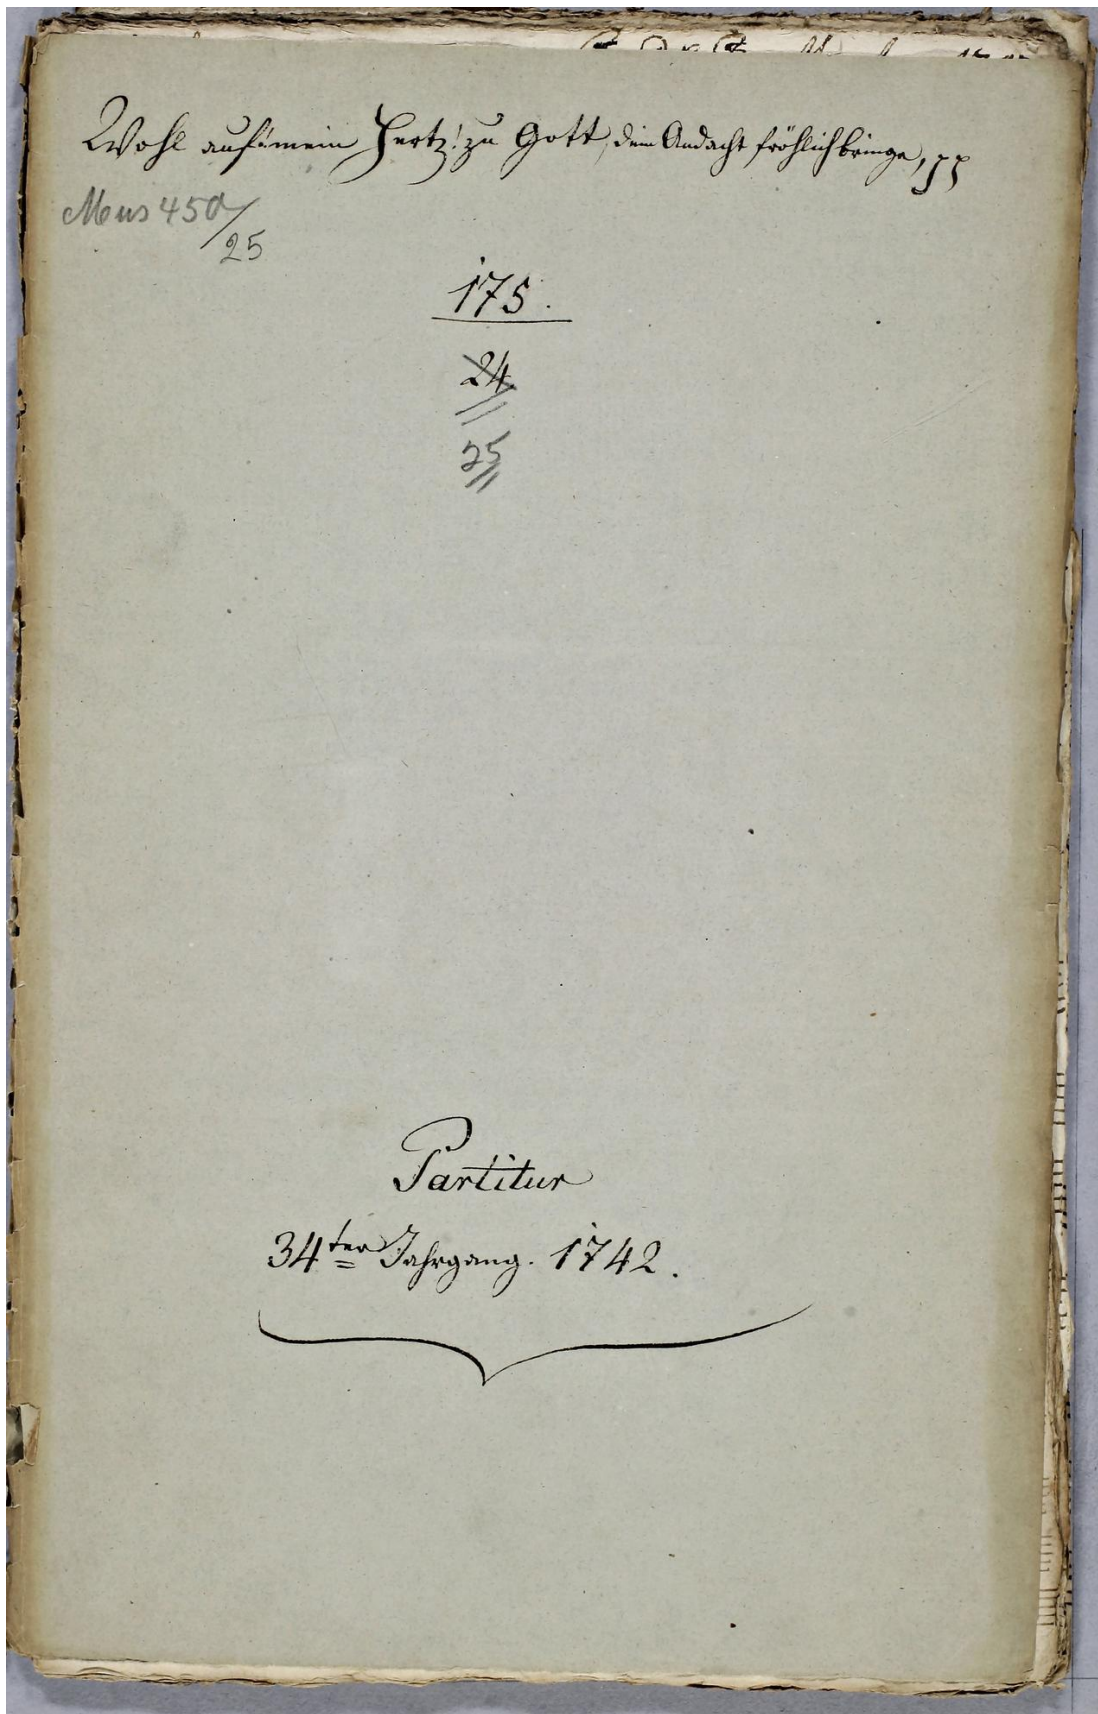 Wohl auf! mein Hertz! zu Gott, dein Andacht fröhlich bringe, pp
Mus 450/
25
175.
24
25
Partitur
34ter Jahrgang. 1742.